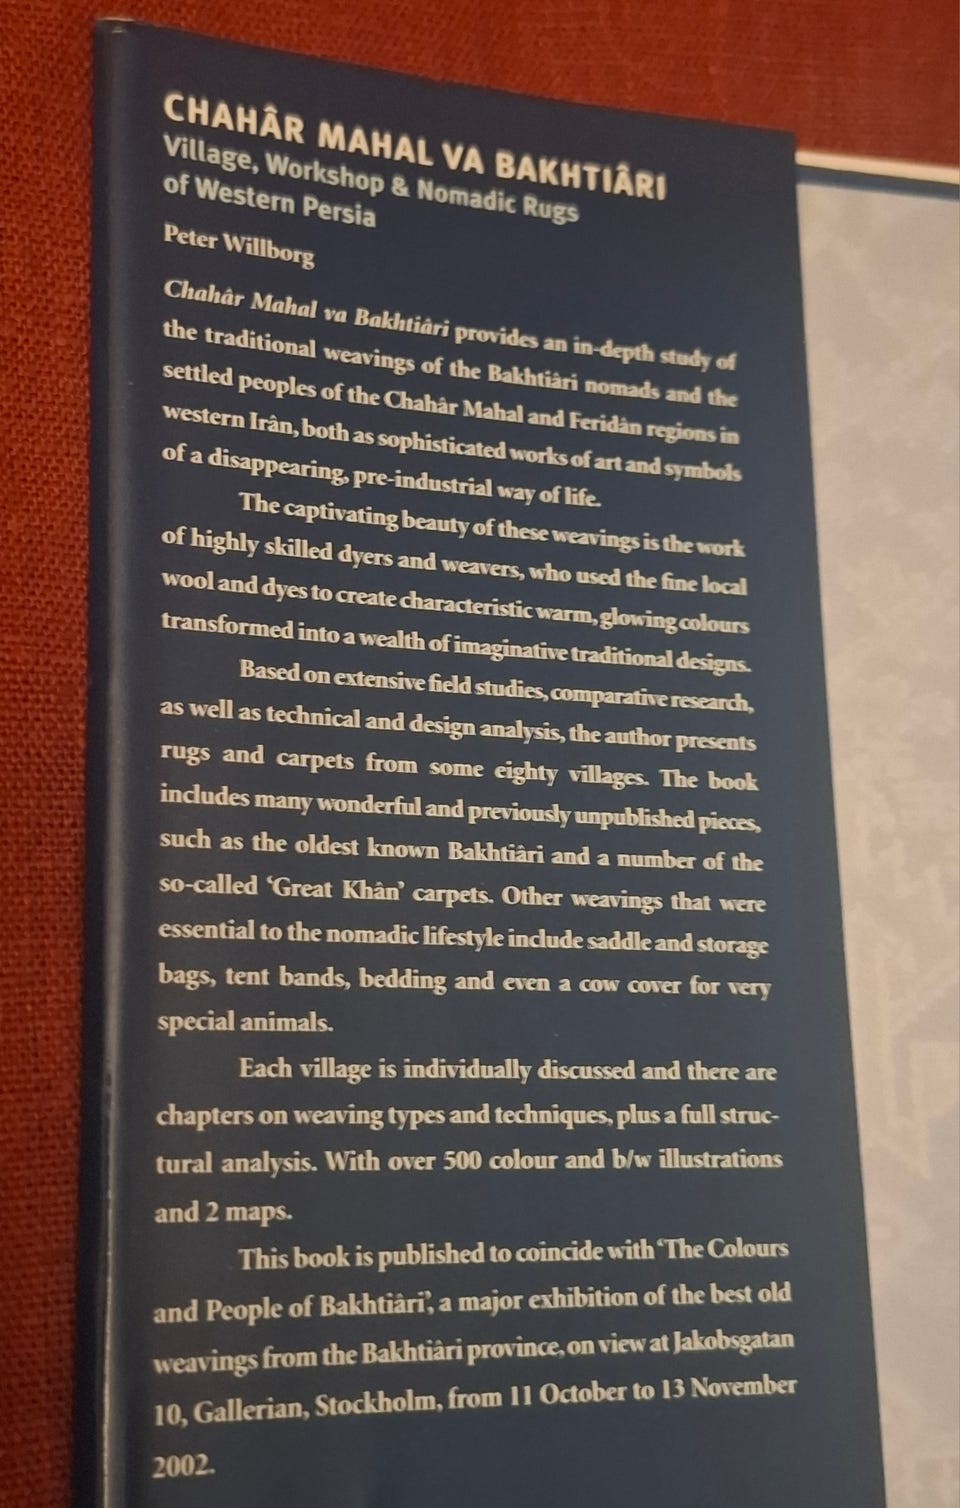 CHAHÂR MAHAL VA BAKHTIÂRI
Village, Workshop & Nomadic Rugs
of Western Persia
Peter Willborg
Chahâr Mahal va Bakhtiâri provides an in-depth study of
the traditional weavings of the Bakhtiâri nomads and the
settled peoples of the Chahâr Mahal and Feridân regions in
western Irân, both as sophisticated works of art and symbols
of a disappearing, pre-industrial way of life.
The captivating beauty of these weavings is the work
of highly skilled dyers and weavers, who used the fine local
wool and dyes to create characteristic warm, glowing colours
transformed into a wealth of imaginative traditional designs.
Based on extensive field studies, comparative research,
as well as technical and design analysis, the author presents
rugs and carpets from some eighty villages. The book
includes many wonderful and previously unpublished pieces,
such as the oldest known Bakhtiâri and a number of the
so-called ‘Great Khân’ carpets. Other weavings that were
essential to the nomadic lifestyle include saddle and storage
bags, tent bands, bedding and even a cow cover for very
special animals.
Each village is individually discussed and there are
chapters on weaving types and techniques, plus a full struc-
tural analysis. With over 500 colour and b/w illustrations
and 2 maps.
This book is published to coincide with ‘The Colours
and People of Bakhtiâri’, a major exhibition of the best old
weavings from the Bakhtiâri province, on view at Jakobsgatan
10, Gallerian, Stockholm, from 11 October to 13 November
2002.